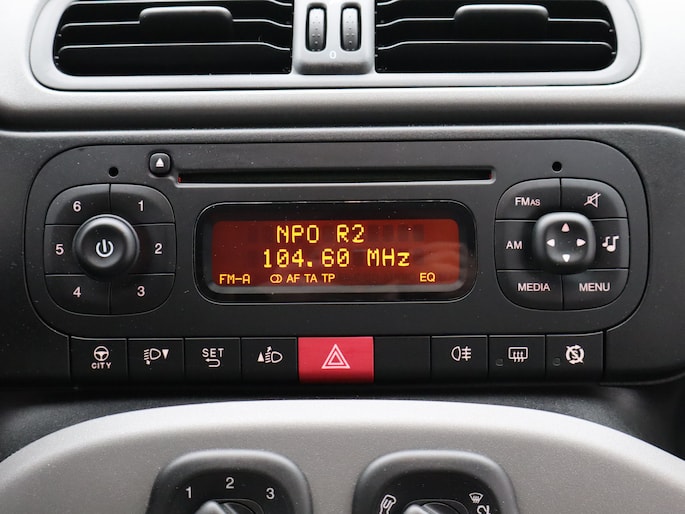 0
6 1
5 2
4 3
NPO R2
104.60 MHz
FM-A AF TA TP EQ
FMAS
AM
MEDIA MENU
CITY SET
1 2 3